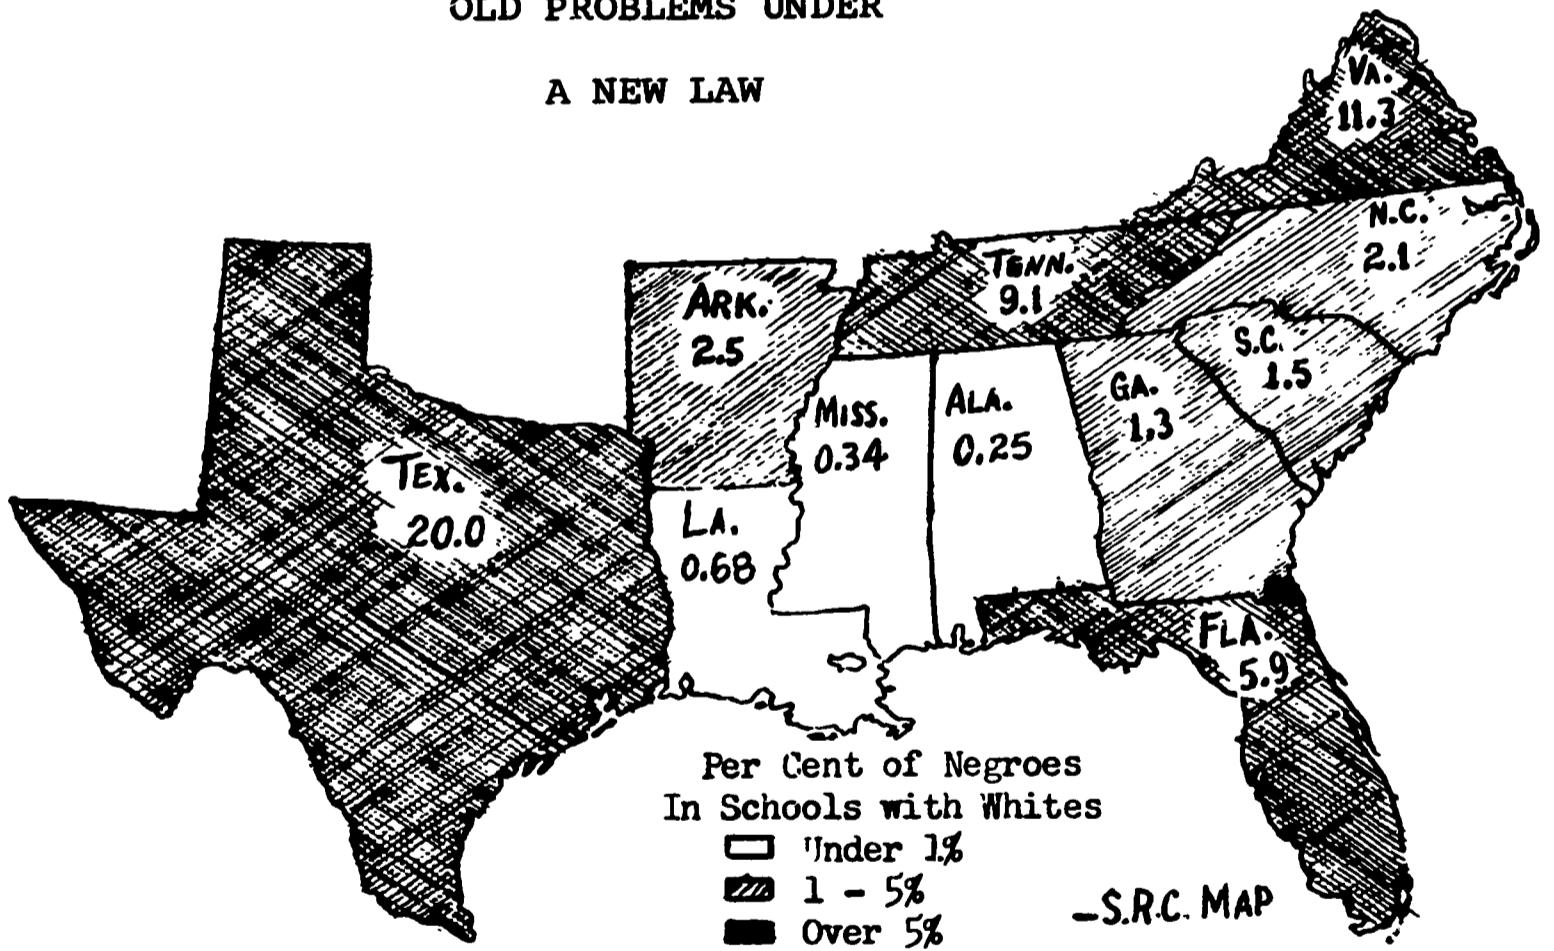 OLD PROBLEMS UNDER
A NEW LAW
VA.
11.3
N.C.
2.1
TENN.
9.1
ARK.
2.5
S.C.
1.5
GA.
1,3
MISS.
0.34
ALA.
0.25
TEX.
20.0
LA.
0.68
FLA.
5.9
Per Cent of Negroes
In Schools with Whites
Under 1%
1 - 5%
Over 5%
-S.R.C. MAP